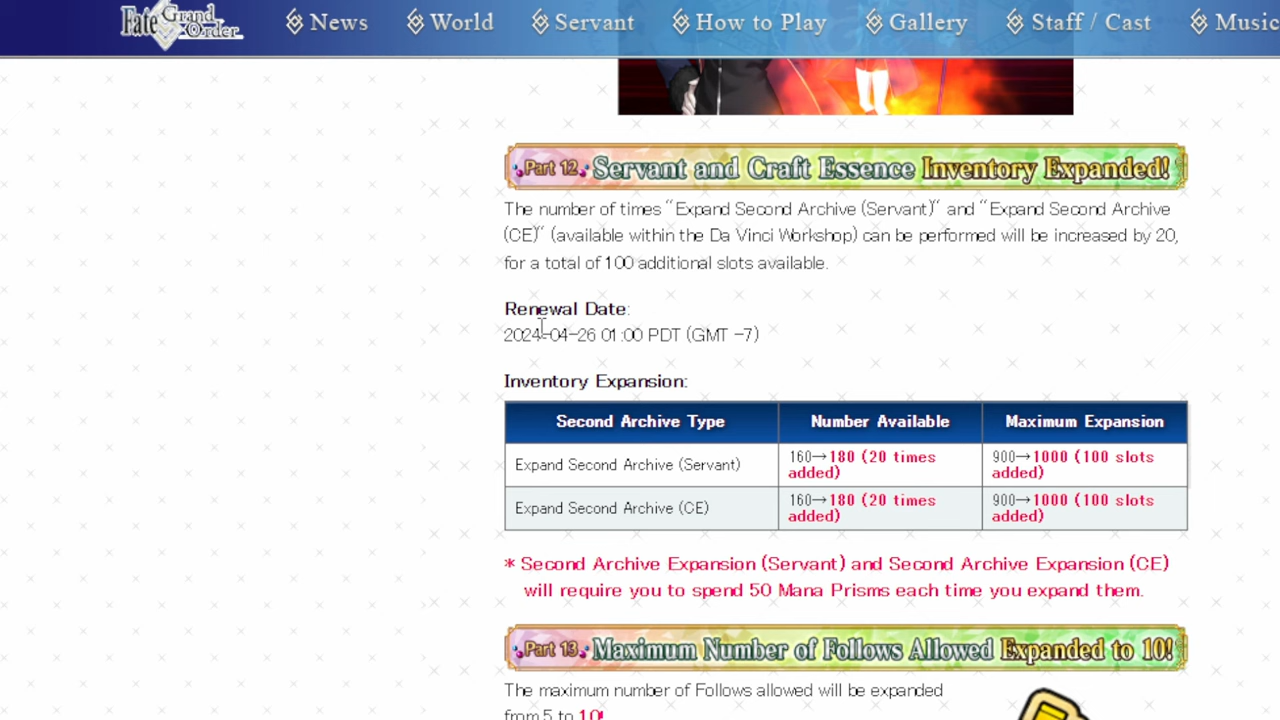 Fate Grand Order
News World Servant How to Play Gallery Staff / Cast Music
Part 12 Servant and Craft Essence Inventory Expanded!
The number of times "Expand Second Archive (Servant)" and "Expand Second Archive
(CE)" (available within the Da Vinci Workshop) can be performed will be increased by 20,
for a total of 100 additional slots available.
Renewal Date:
2024-04-26 01:00 PDT (GMT -7)
Inventory Expansion:
Second Archive Type Number Available Maximum Expansion
Expand Second Archive (Servant) 160→180 (20 times added) 900→1000 (100 slots added)
Expand Second Archive (CE) 160→180 (20 times added) 900→1000 (100 slots added)
* Second Archive Expansion (Servant) and Second Archive Expansion (CE)
will require you to spend 50 Mana Prisms each time you expand them.
Part 13 Maximum Number of Follows Allowed Expanded to 10!
The maximum number of Follows allowed will be expanded
from 5 to 10!